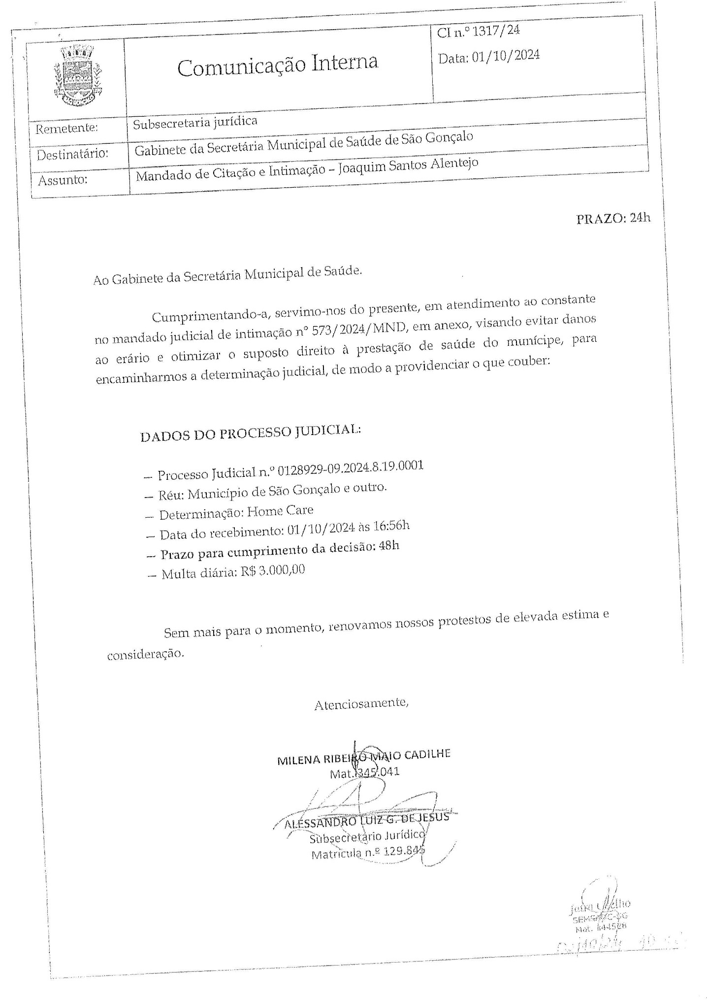 CI n.º 1317/24
Comunicação Interna
Data: 01/10/2024
Remetente: Subsecretaria jurídica
Destinatário: Gabinete da Secretária Municipal de Saúde de São Gonçalo
Assunto: Mandado de Citação e Intimação – Joaquim Santos Alentejo
PRAZO: 24h
Ao Gabinete da Secretária Municipal de Saúde.
Cumprimentando-a, servimo-nos do presente, em atendimento ao constante
no mandado judicial de intimação nº 573/2024/MND, em anexo, visando evitar danos
ao erário e otimizar o suposto direito à prestação de saúde do munícipe, para
encaminharmos a determinação judicial, de modo a providenciar o que couber:
DADOS DO PROCESSO JUDICIAL:
— Processo Judicial n.º 0128929-09.2024.8.19.0001
— Réu: Município de São Gonçalo e outro.
— Determinação: Home Care
— Data do recebimento: 01/10/2024 às 16:56h
— Prazo para cumprimento da decisão: 48h
— Multa diária: R$ 3.000,00
Sem mais para o momento, renovamos nossos protestos de elevada estima e
consideração.
Atenciosamente,
MILENA RIBEIRO MAIO CADILHE
Mat. 345.041
ALESSANDRO LUIZ G. DE JESUS
Subsecretário Jurídico
Matrícula n.º 129.845
Mat.